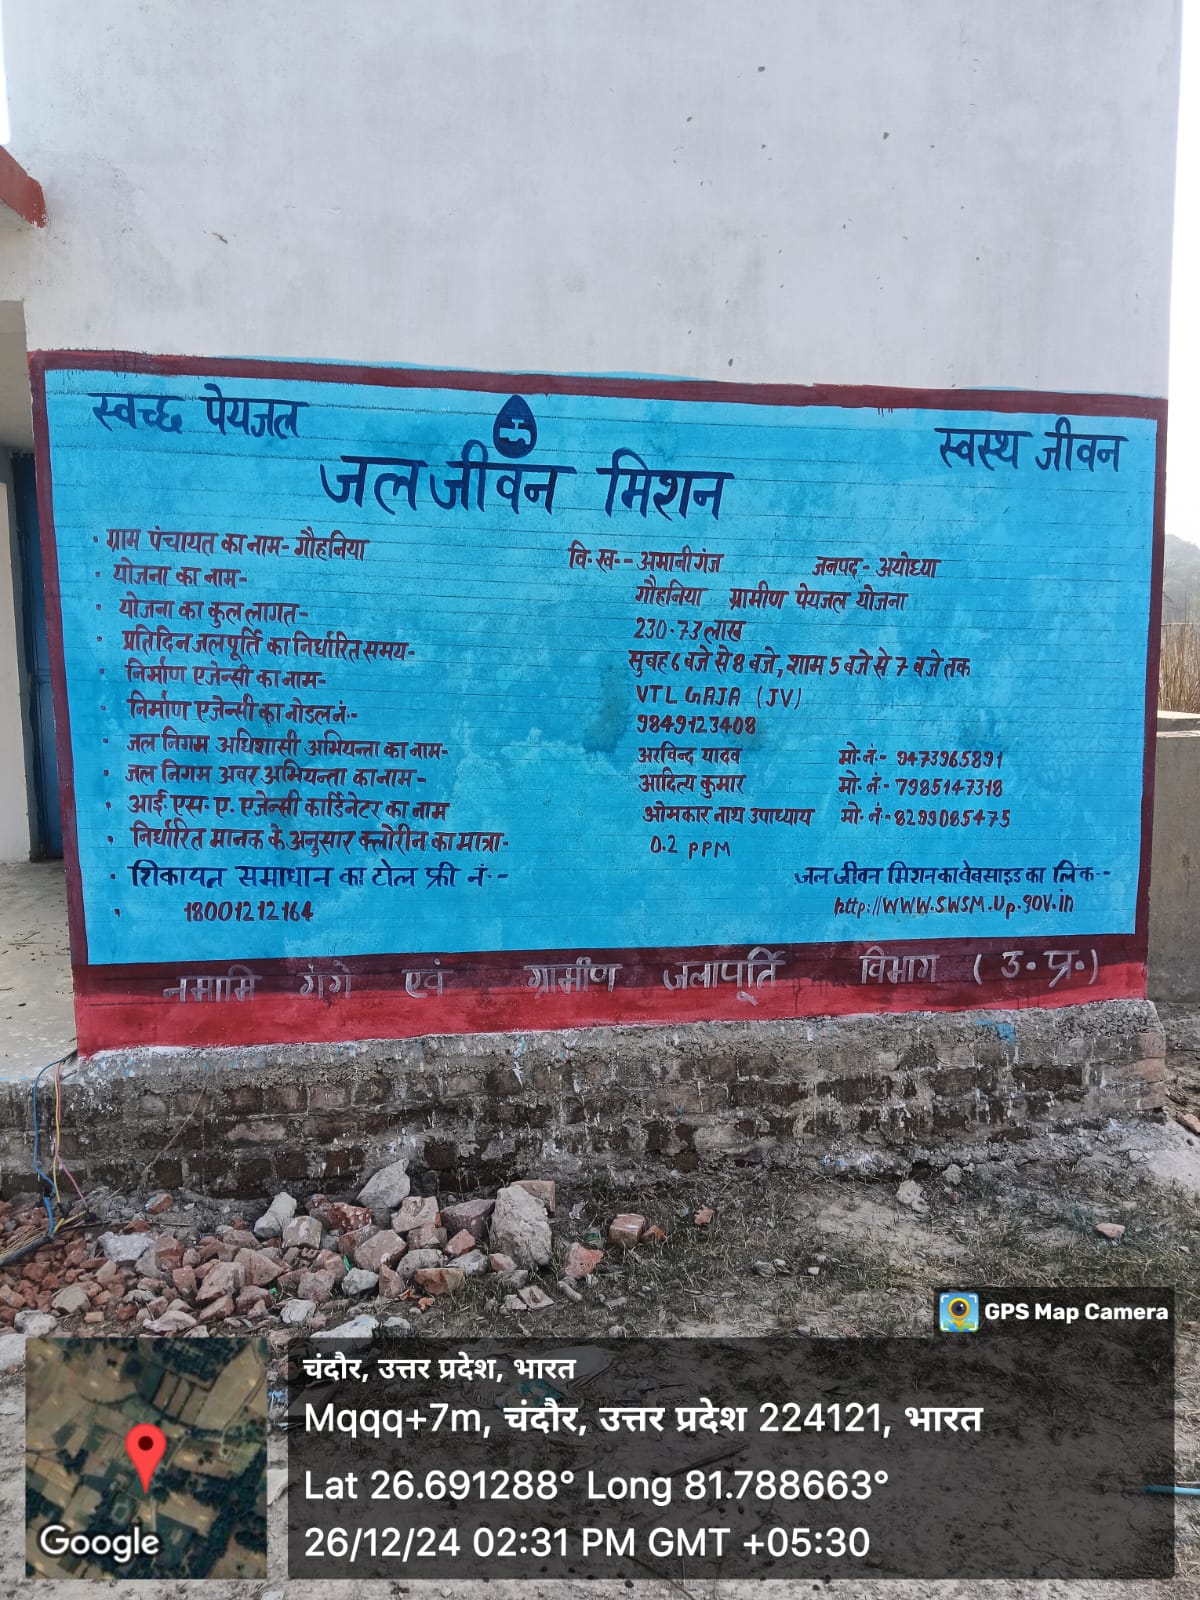 स्वच्छ पेयजल
स्वस्थ जीवन
जल जीवन मिशन
· ग्राम पंचायत का नाम- गौहनिया वि.ख.- अमानीगंज जनपद- अयोध्या
· योजना का नाम- गौहनिया ग्रामीण पेयजल योजना
· योजना का कुल लागत- 230.73 लाख
· प्रतिदिन जलपूर्ति का निर्धारित समय- सुबह 6 बजे से 8 बजे, शाम 5 बजे से 7 बजे तक
· निर्माण एजेन्सी का नाम- VTL GAJA (JV)
· निर्माण एजेन्सी का नोडल नं- 9849123408
· जल निगम अधिशासी अभियन्ता का नाम- अरविन्द यादव मो.नं.- 9473965891
· जल निगम अवर अभियन्ता का नाम- आदित्य कुमार मो.नं.- 7985147318
· आई.एस.ए. एजेन्सी कार्डिनेटर का नाम ओमकार नाथ उपाध्याय मो.नं.- 8299085475
· निर्धारित मानक के अनुसार क्लोरीन का मात्रा- 0.2 PPM
· शिकायत समाधान का टोल फ्री नं.- जल जीवन मिशन का वेबसाइड का लिंक-
· 18001212164 http://WWW.SWSM.Up.gov.in
नमामि गंगे एवं ग्रामीण जलापूर्ति विभाग (उ.प्र.)
GPS Map Camera
चंदौर, उत्तर प्रदेश, भारत
Mqqq+7m, चंदौर, उत्तर प्रदेश 224121, भारत
Lat 26.691288° Long 81.788663°
26/12/24 02:31 PM GMT +05:30
Google